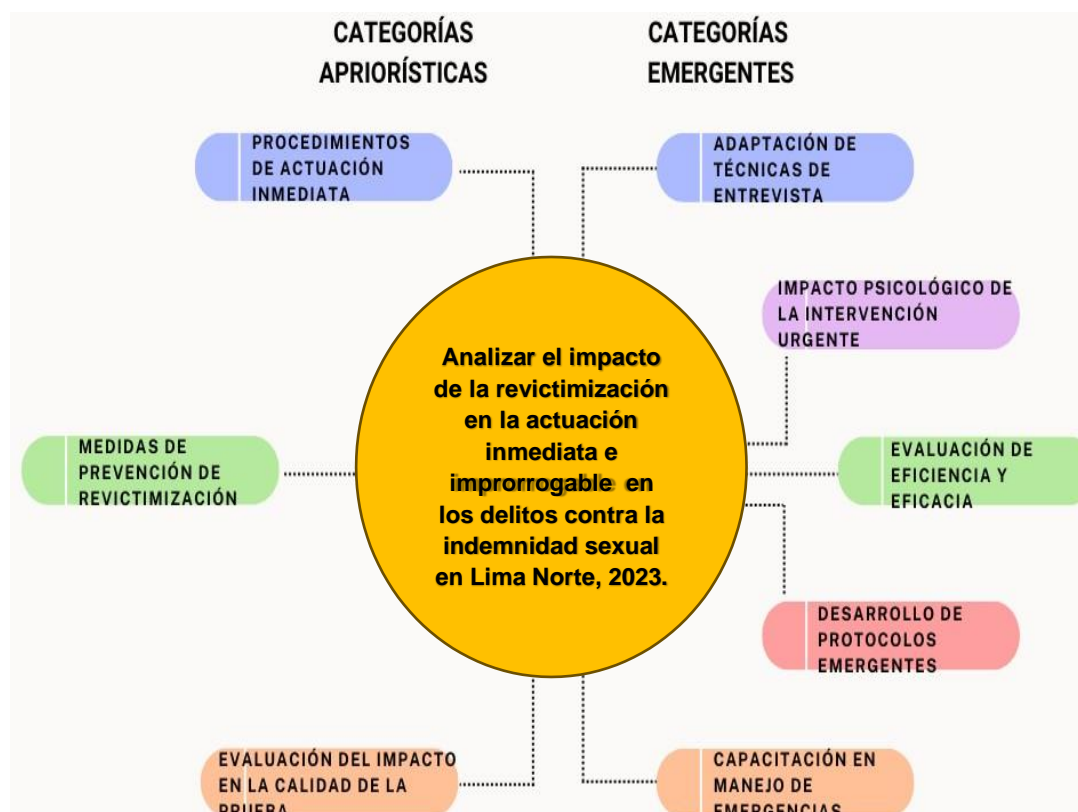 CATEGORÍAS
APRIORÍSTICAS
CATEGORÍAS
EMERGENTES
PROCEDIMIENTOS
DE ACTUACIÓN
INMEDIATA
ADAPTACIÓN DE
TÉCNICAS DE
ENTREVISTA
IMPACTO PSICOLÓGICO DE
LA INTERVENCIÓN
URGENTE
Analizar el impacto
de la revictimización
en la actuación
inmediata e
improrrogable en
los delitos contra la
indemnidad sexual
en Lima Norte, 2023.
MEDIDAS DE
PREVENCIÓN DE
REVICTIMIZACIÓN
EVALUACIÓN DE
EFICIENCIA Y
EFICACIA
DESARROLLO DE
PROTOCOLOS
EMERGENTES
EVALUACIÓN DEL IMPACTO
EN LA CALIDAD DE LA
PRUEBA
CAPACITACIÓN EN
MANEJO DE
EMERGENCIAS